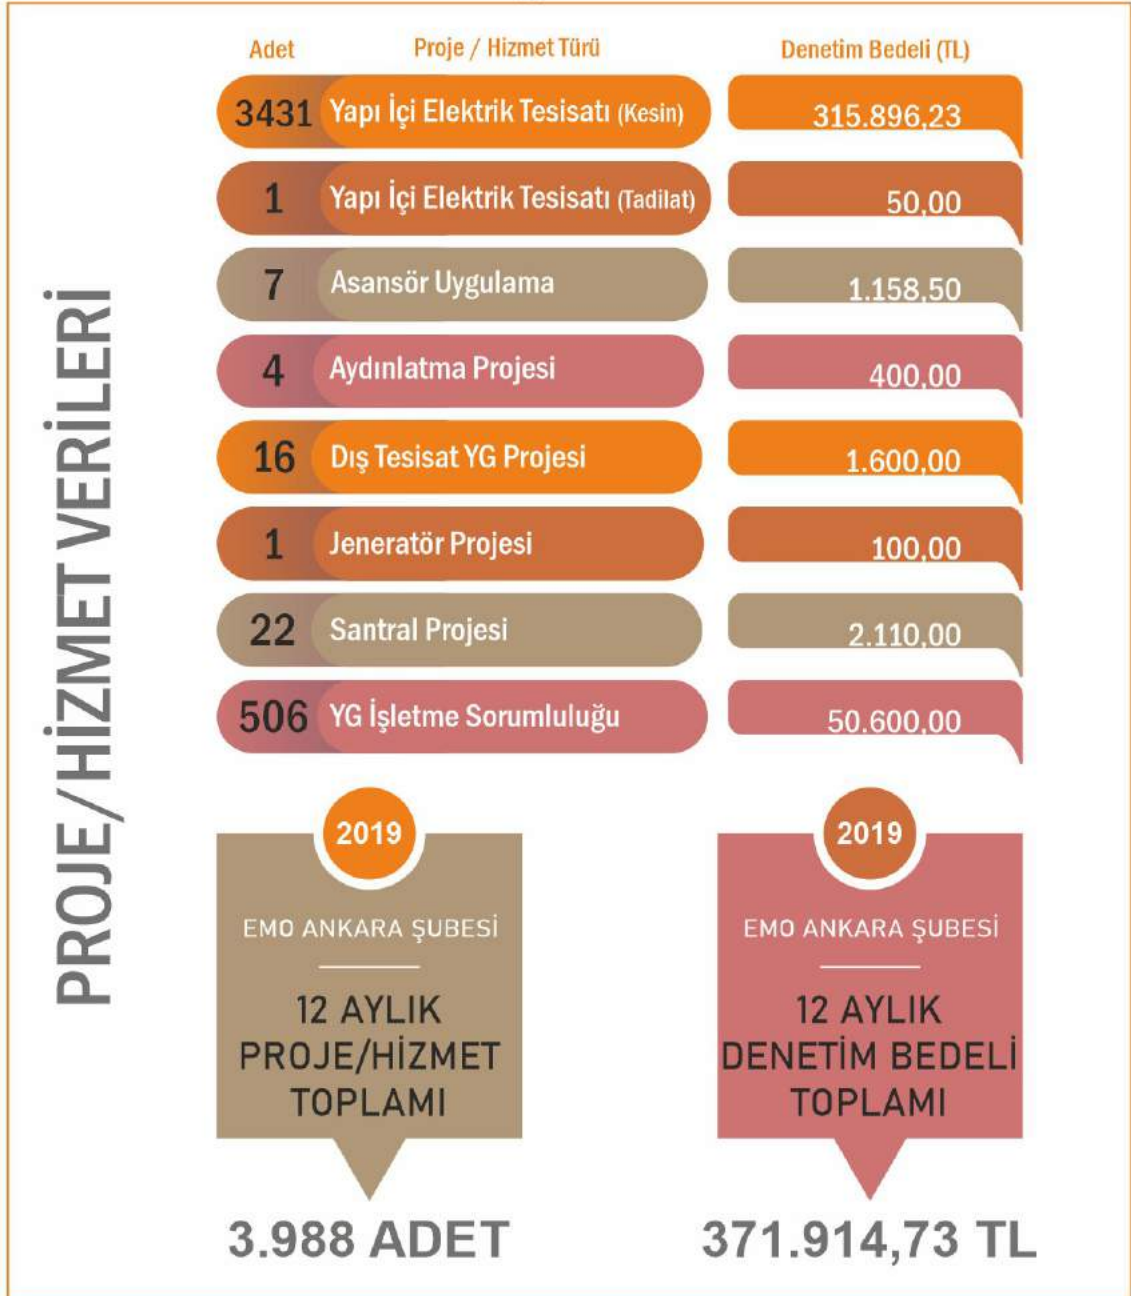 Adet Proje / Hizmet Türü Denetim Bedeli (TL)
3431 Yapı İçi Elektrik Tesisatı (Kesin) 315.896,23
1 Yapı İçi Elektrik Tesisatı (Tadilat) 50,00
7 Asansör Uygulama 1.158,50
4 Aydınlatma Projesi 400,00
16 Dış Tesisat YG Projesi 1.600,00
1 Jeneratör Projesi 100,00
22 Santral Projesi 2.110,00
506 YG İşletme Sorumluluğu 50.600,00
PROJE/HİZMET VERİLERİ
2019
EMO ANKARA ŞUBESİ
12 AYLIK
PROJE/HİZMET
TOPLAMI
3.988 ADET
2019
EMO ANKARA ŞUBESİ
12 AYLIK
DENETİM BEDELİ
TOPLAMI
371.914,73 TL